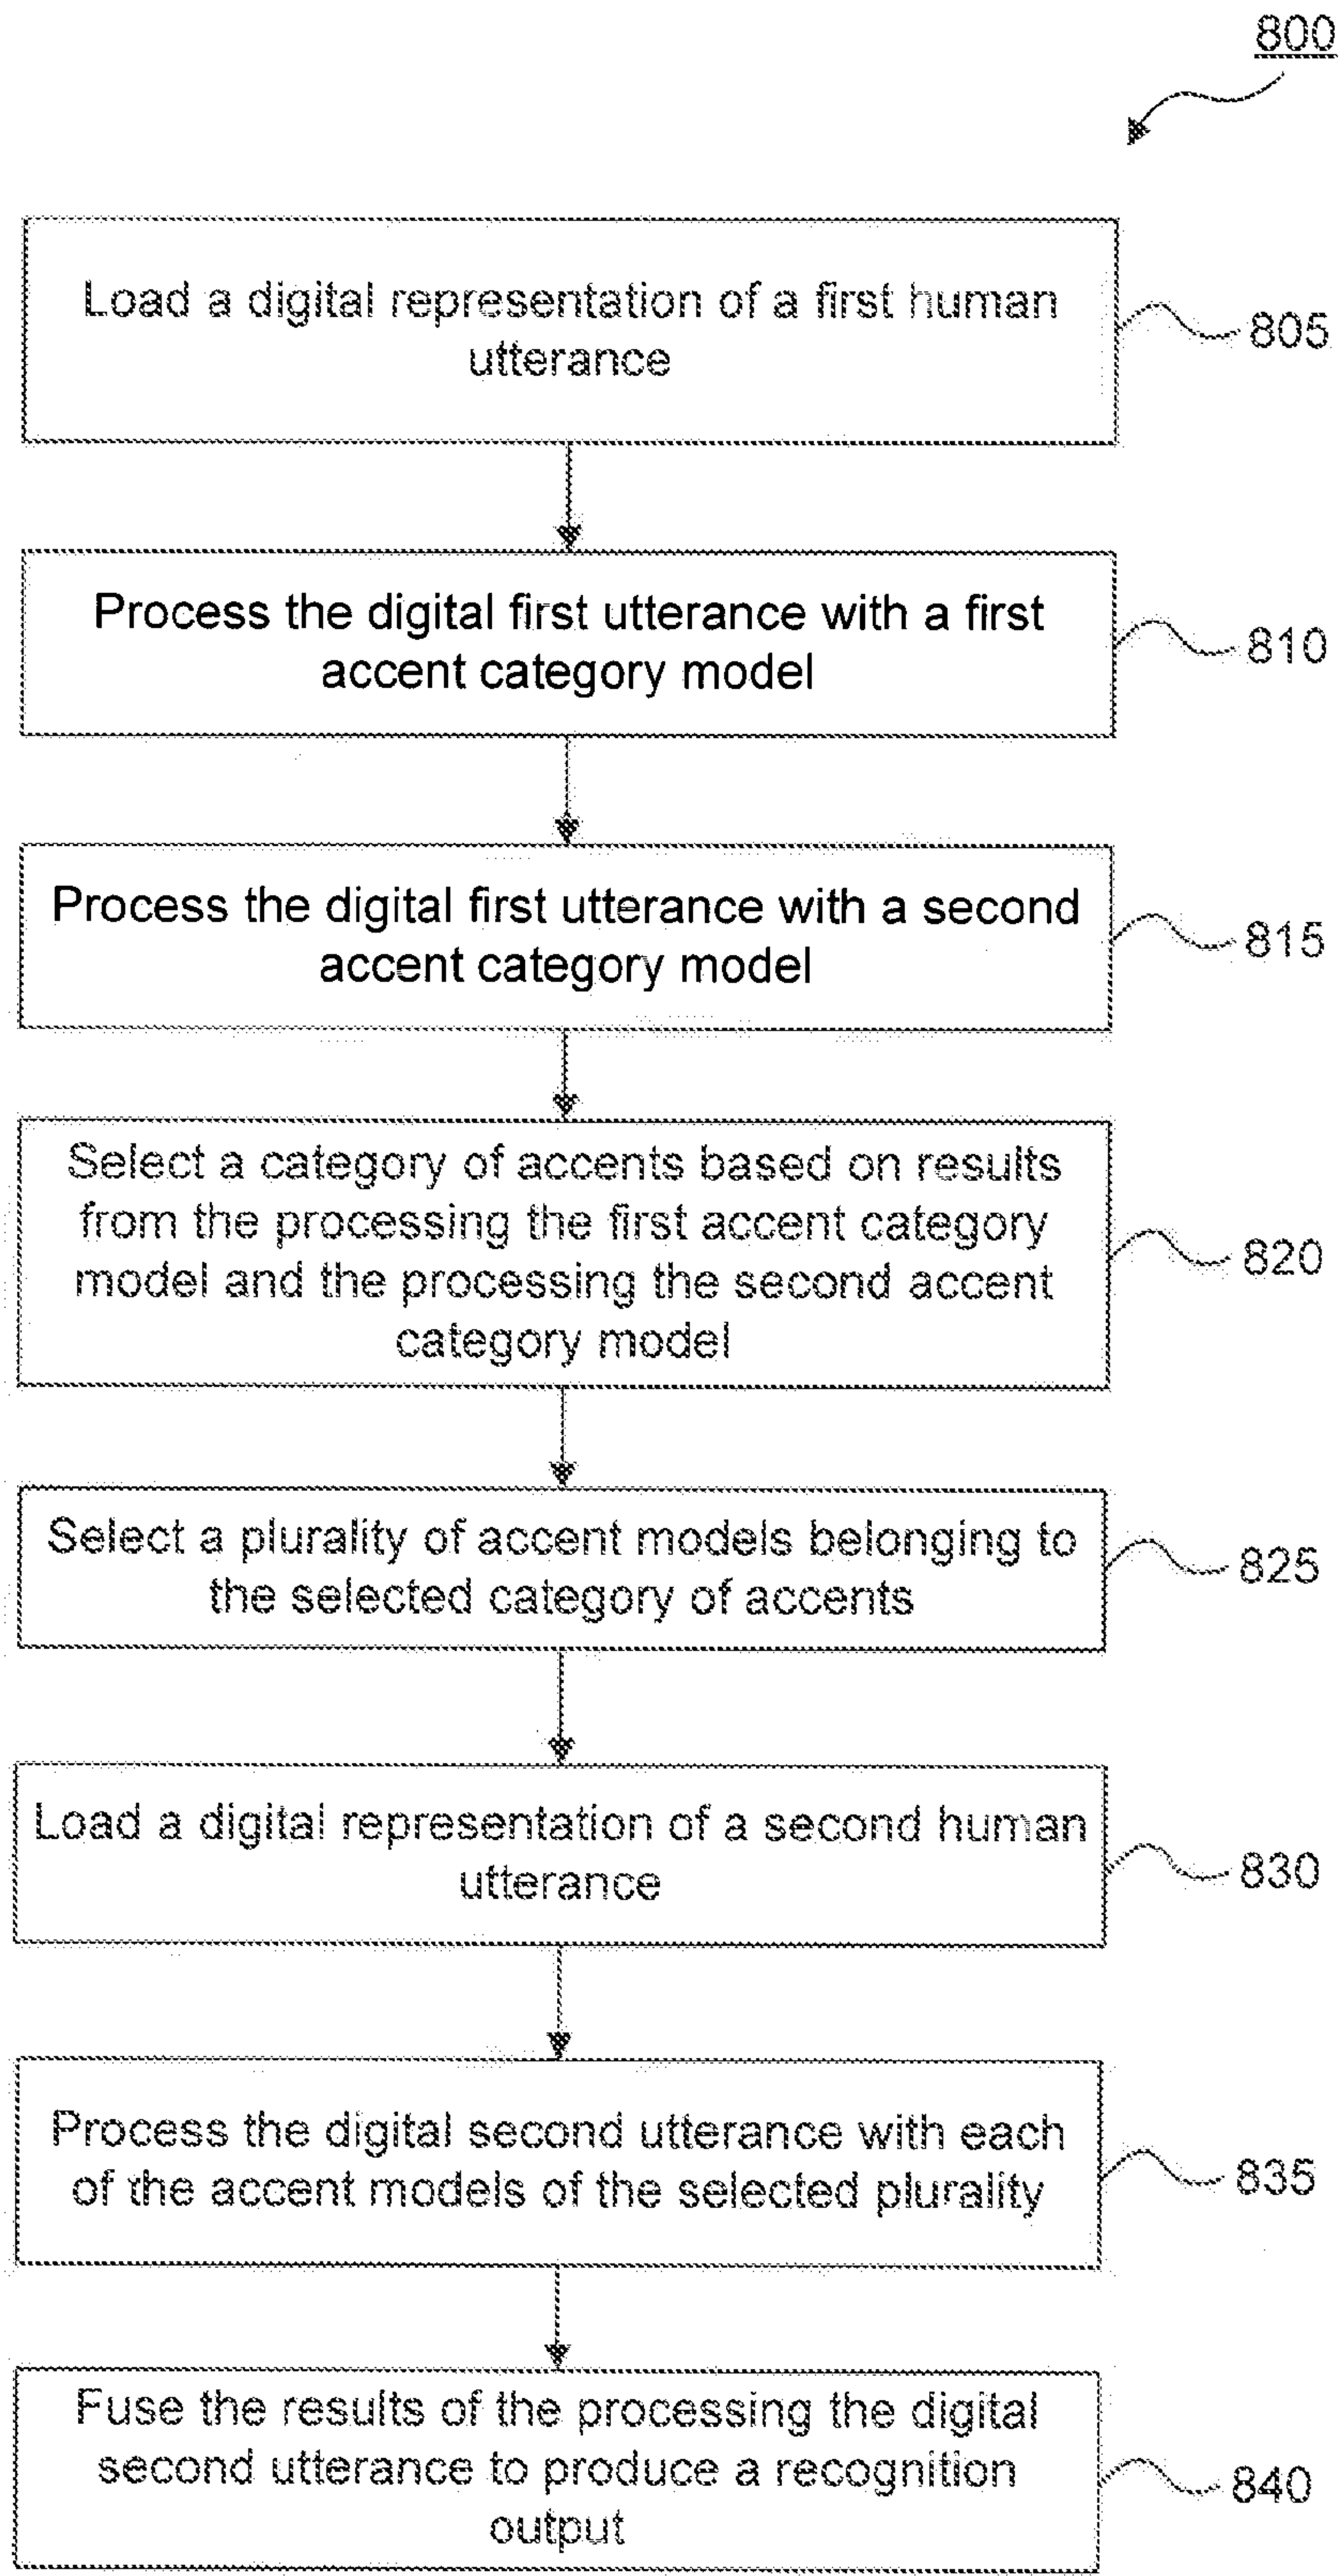 800
Load a digital representation of a first human
utterance
805
Process the digital first utterance with a first
accent category model
810
Process the digital first utterance with a second
accent category model
815
Select a category of accents based on results
from the processing the first accent category
model and the processing the second accent
category model
820
Select a plurality of accent models belonging to
the selected category of accents
825
Load a digital representation of a second human
utterance
830
Process the digital second utterance with each
of the accent models of the selected plurality
835
Fuse the results of the processing the digital
second utterance to produce a recognition
output
840